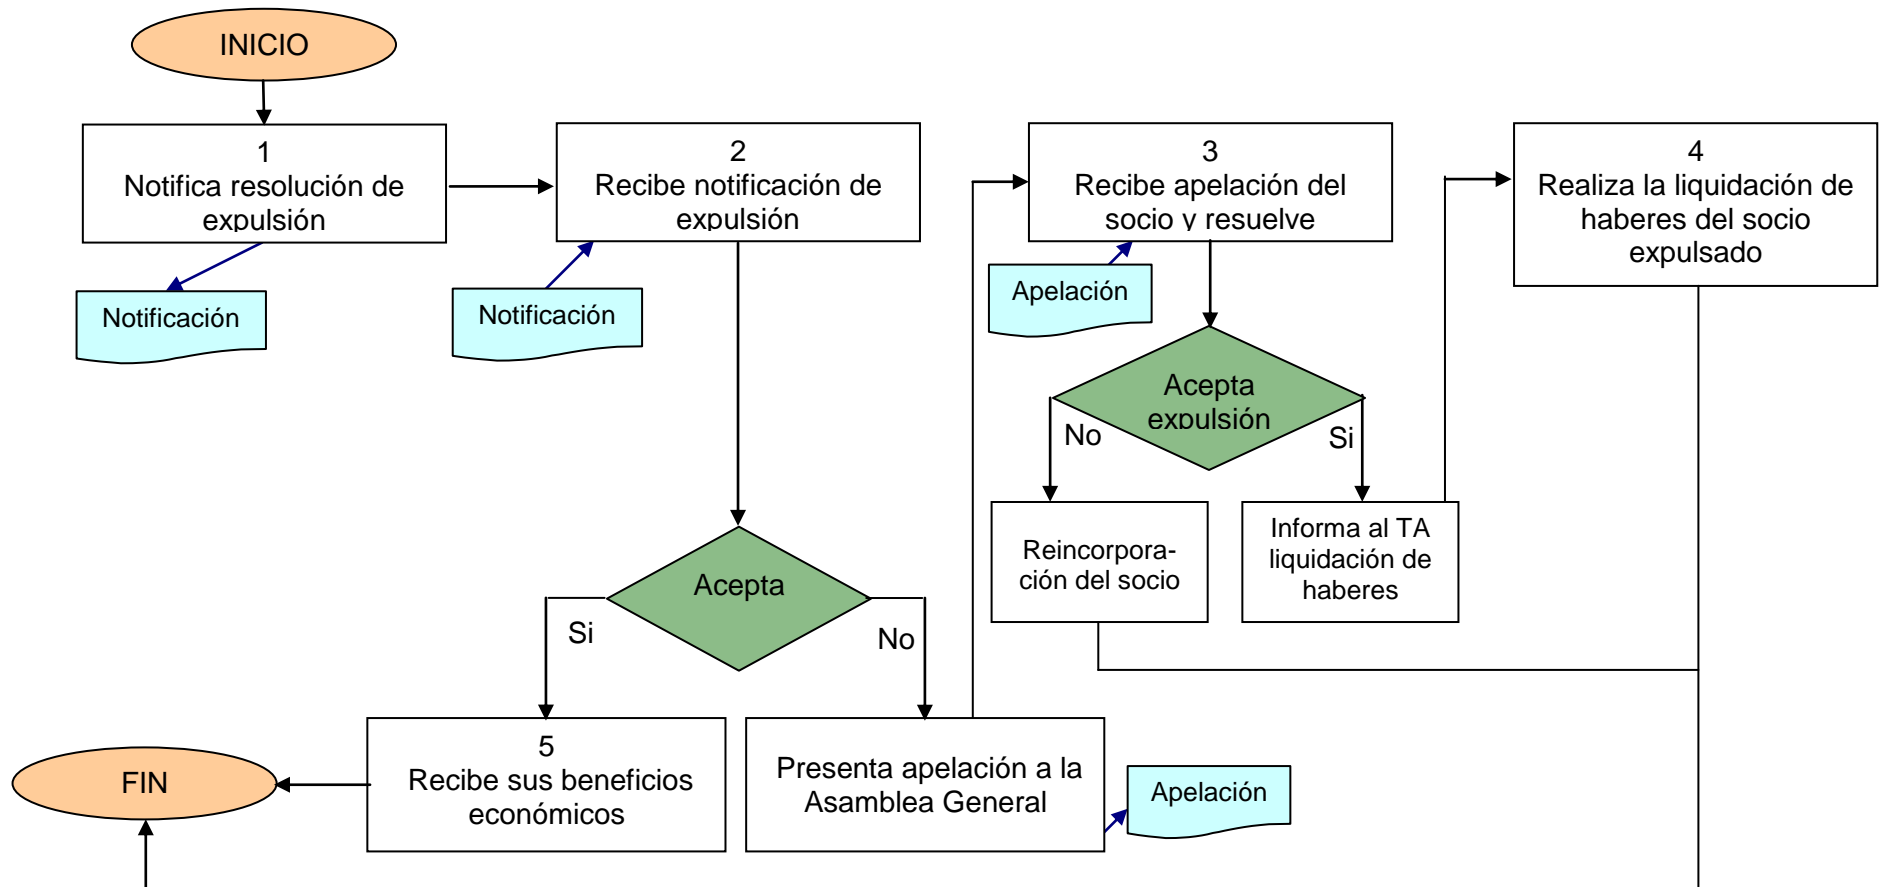 INICIO
1
Notifica resolución de
expulsión
Notificación
2
Recibe notificación de
expulsión
Notificación
3
Recibe apelación del
socio y resuelve
Apelación
4
Realiza la liquidación de
haberes del socio
expulsado
Acepta
expulsión
No
Si
Reincorpora-
ción del socio
Informa al TA
liquidación de
haberes
Acepta
Si
No
5
Recibe sus beneficios
económicos
Presenta apelación a la
Asamblea General
Apelación
FIN